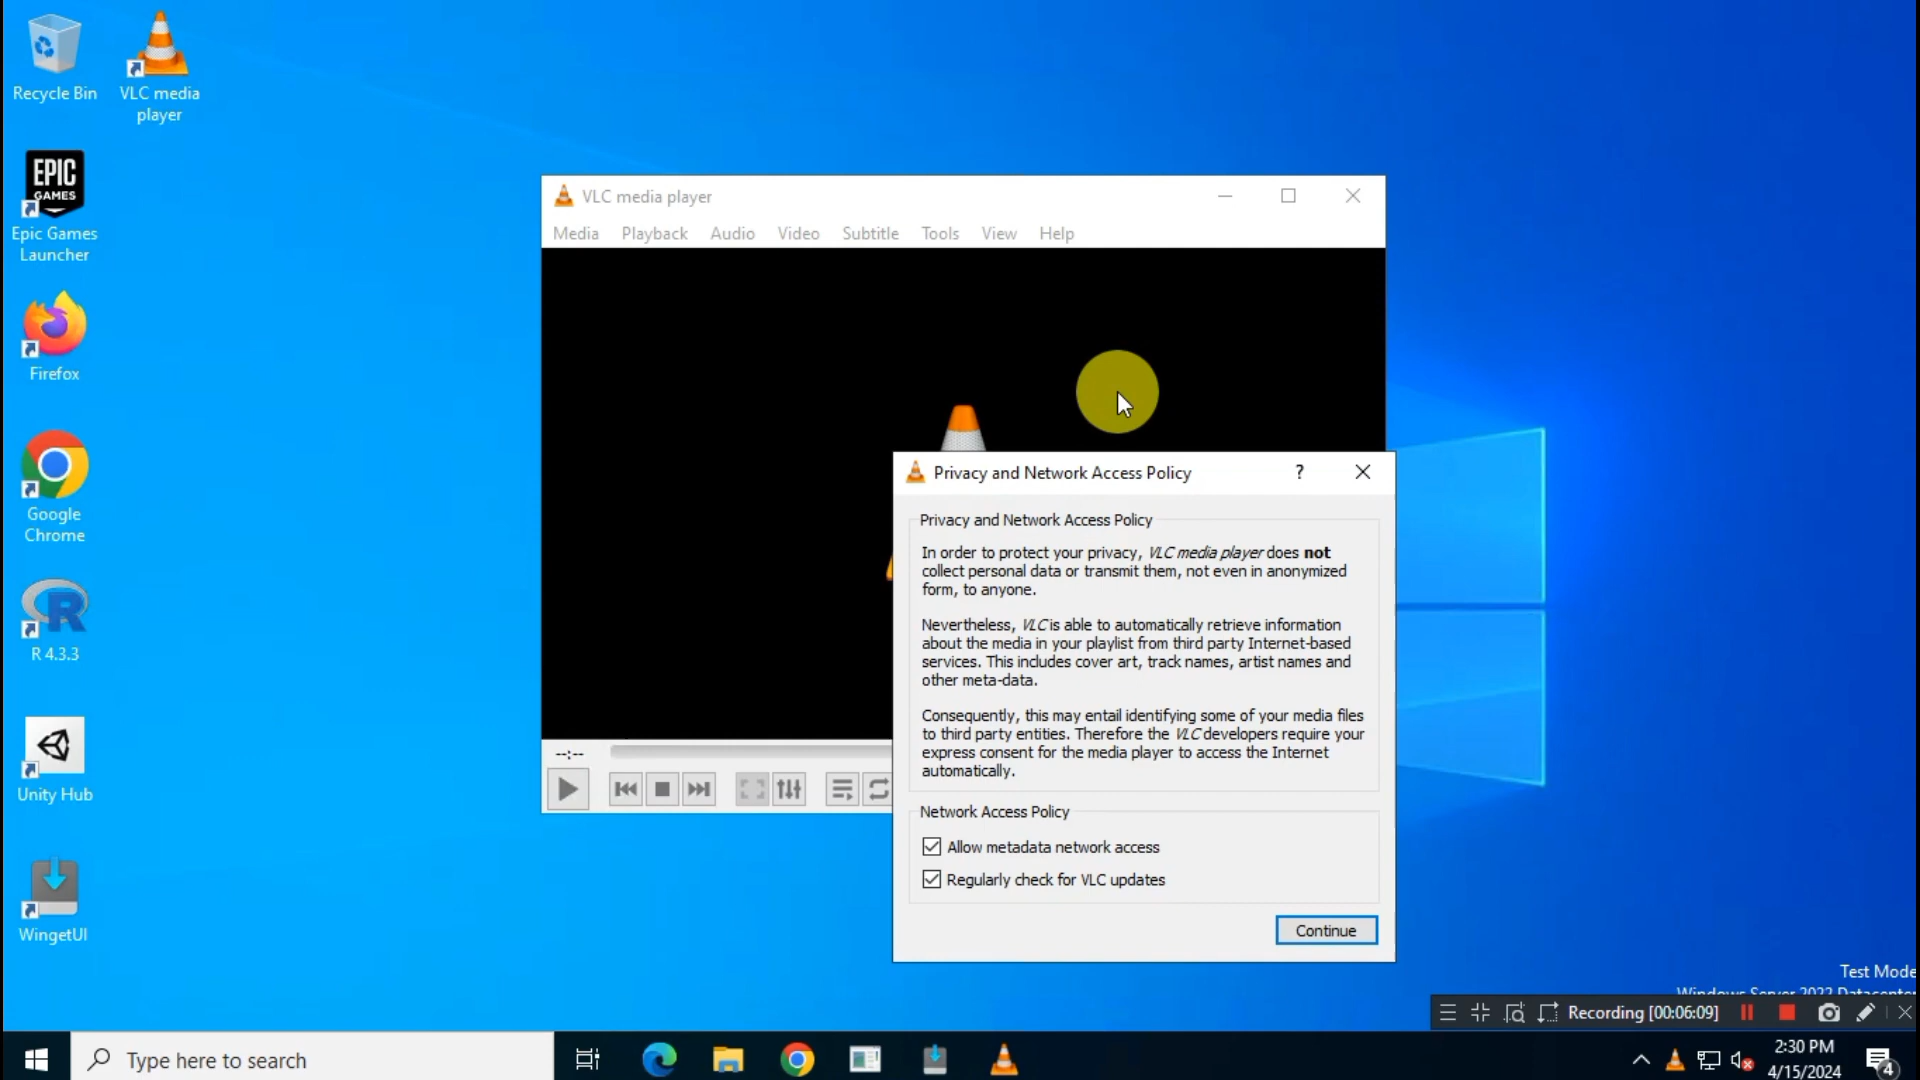 Recycle Bin
VLC media
player
EPIC
GAMES
Epic Games
Launcher
Firefox
Google
Chrome
R 4.3.3
Unity Hub
WingetUI
VLC media player
Media Playback Audio Video Subtitle Tools View Help
--:--
Privacy and Network Access Policy ?
Privacy and Network Access Policy
In order to protect your privacy, VLC media player does not
collect personal data or transmit them, not even in anonymized
form, to anyone.
Nevertheless, VLC is able to automatically retrieve information
about the media in your playlist from third party Internet-based
services. This includes cover art, track names, artist names and
other meta-data.
Consequently, this may entail identifying some of your media files
to third party entities. Therefore the VLC developers require your
express consent for the media player to access the Internet
automatically.
Network Access Policy
Allow metadata network access
Regularly check for VLC updates
Continue
Test Mode
Windows Server 2022 Datacenter
Recording [00:06:09]
Type here to search
2:30 PM
4/15/2024
4